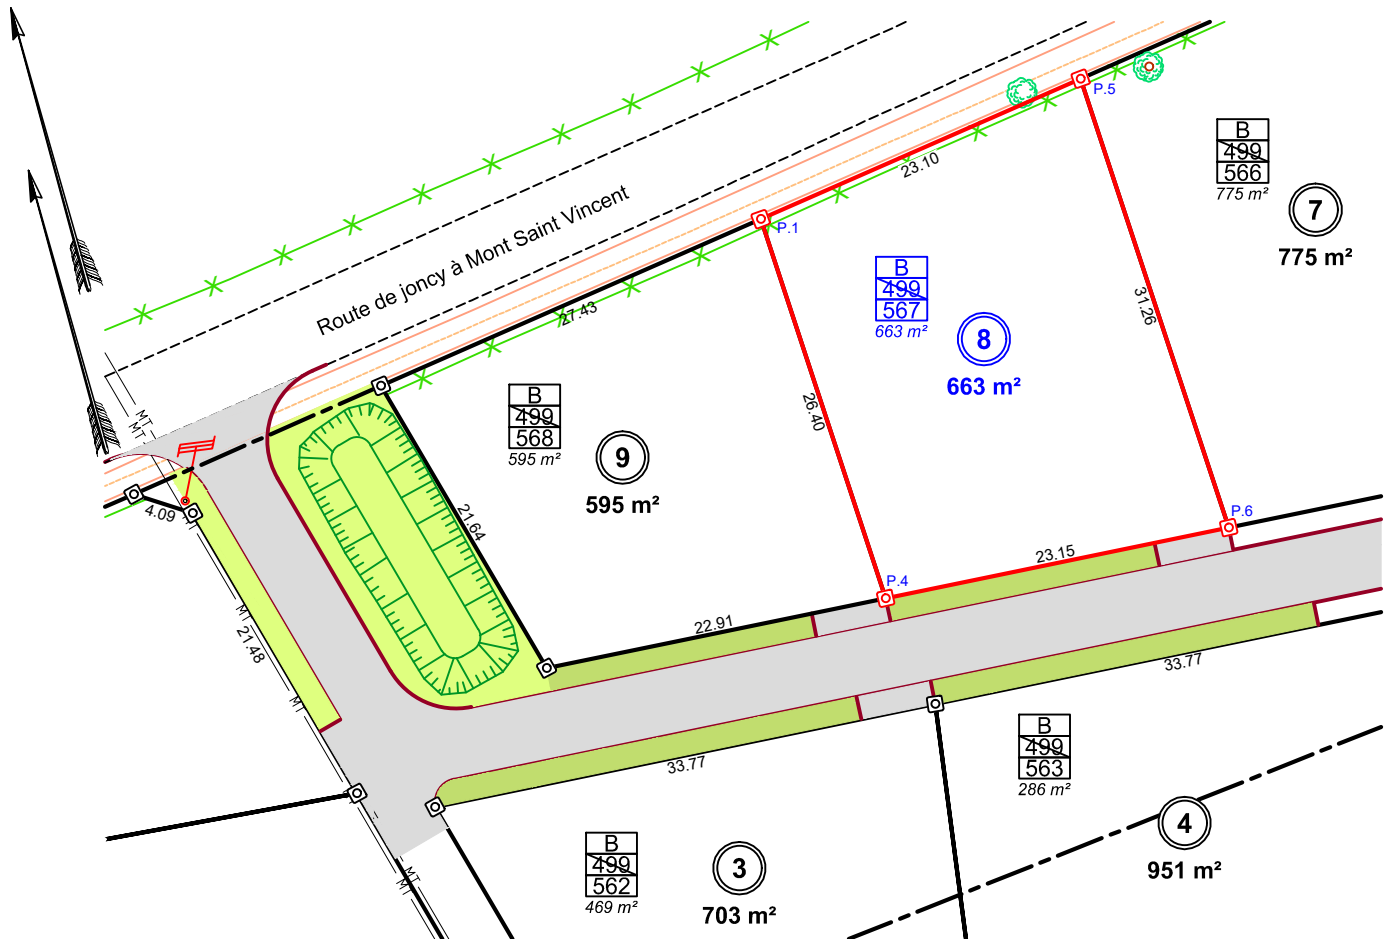 P.5
B
499
566
775 m²
7
775 m²
23.10
Route de joncy à Mont Saint Vincent
P.1
B
499
567
663 m²
8
663 m²
31.26
27.43
26.40
B
499
568
595 m²
9
595 m²
MT
MT
4.09
21.64
P.6
23.15
P.4
22.91
MT
21.48
MT
33.77
33.77
B
499
563
286 m²
4
951 m²
B
499
562
469 m²
3
703 m²
MT
MT